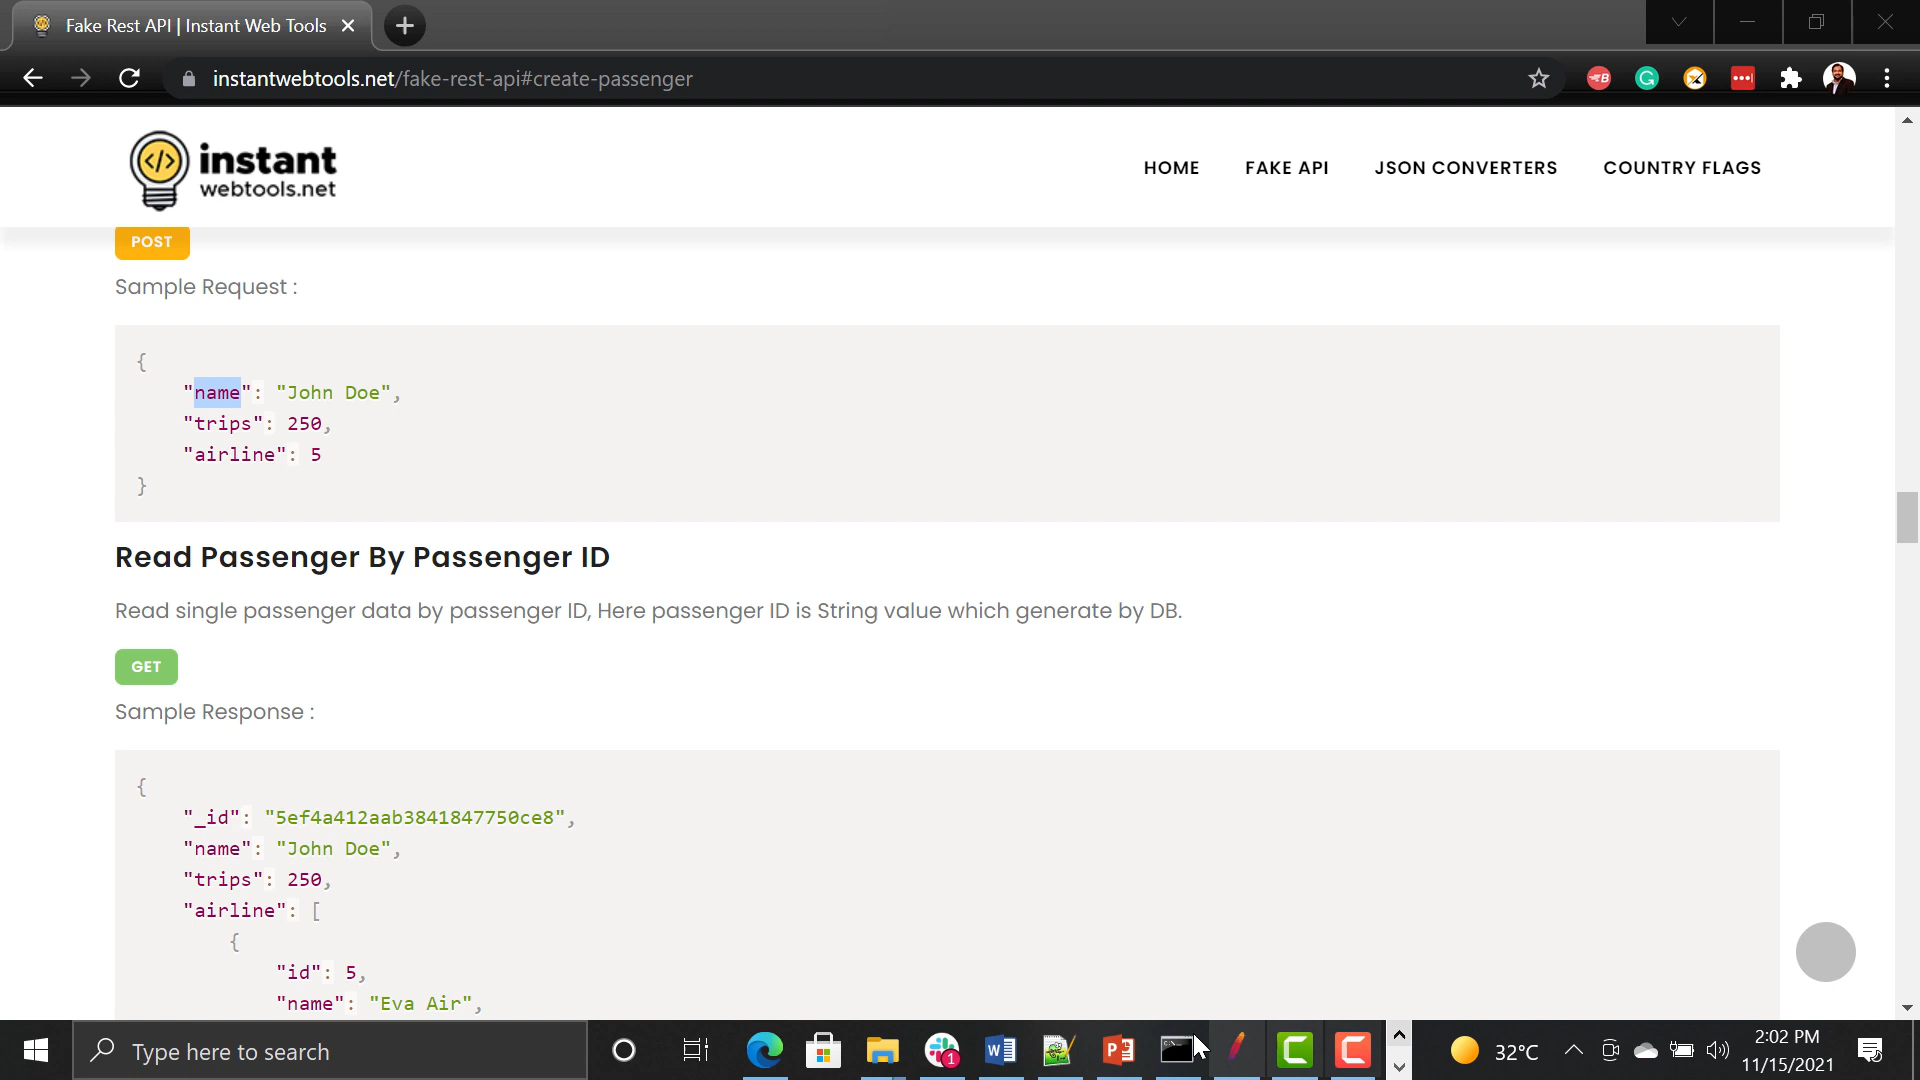 Fake Rest API | Instant Web Tools
instantwebtools.net/fake-rest-api#create-passenger
instant
webtools.net
HOME FAKE API JSON CONVERTERS COUNTRY FLAGS
POST
Sample Request :
{
"name": "John Doe",
"trips": 250,
"airline": 5
}
Read Passenger By Passenger ID
Read single passenger data by passenger ID, Here passenger ID is String value which generate by DB.
GET
Sample Response :
{
"_id": "5ef4a412aab3841847750ce8",
"name": "John Doe",
"trips": 250,
"airline": [
{
"id": 5,
"name": "Eva Air",
Type here to search
1
32°C
2:02 PM
11/15/2021